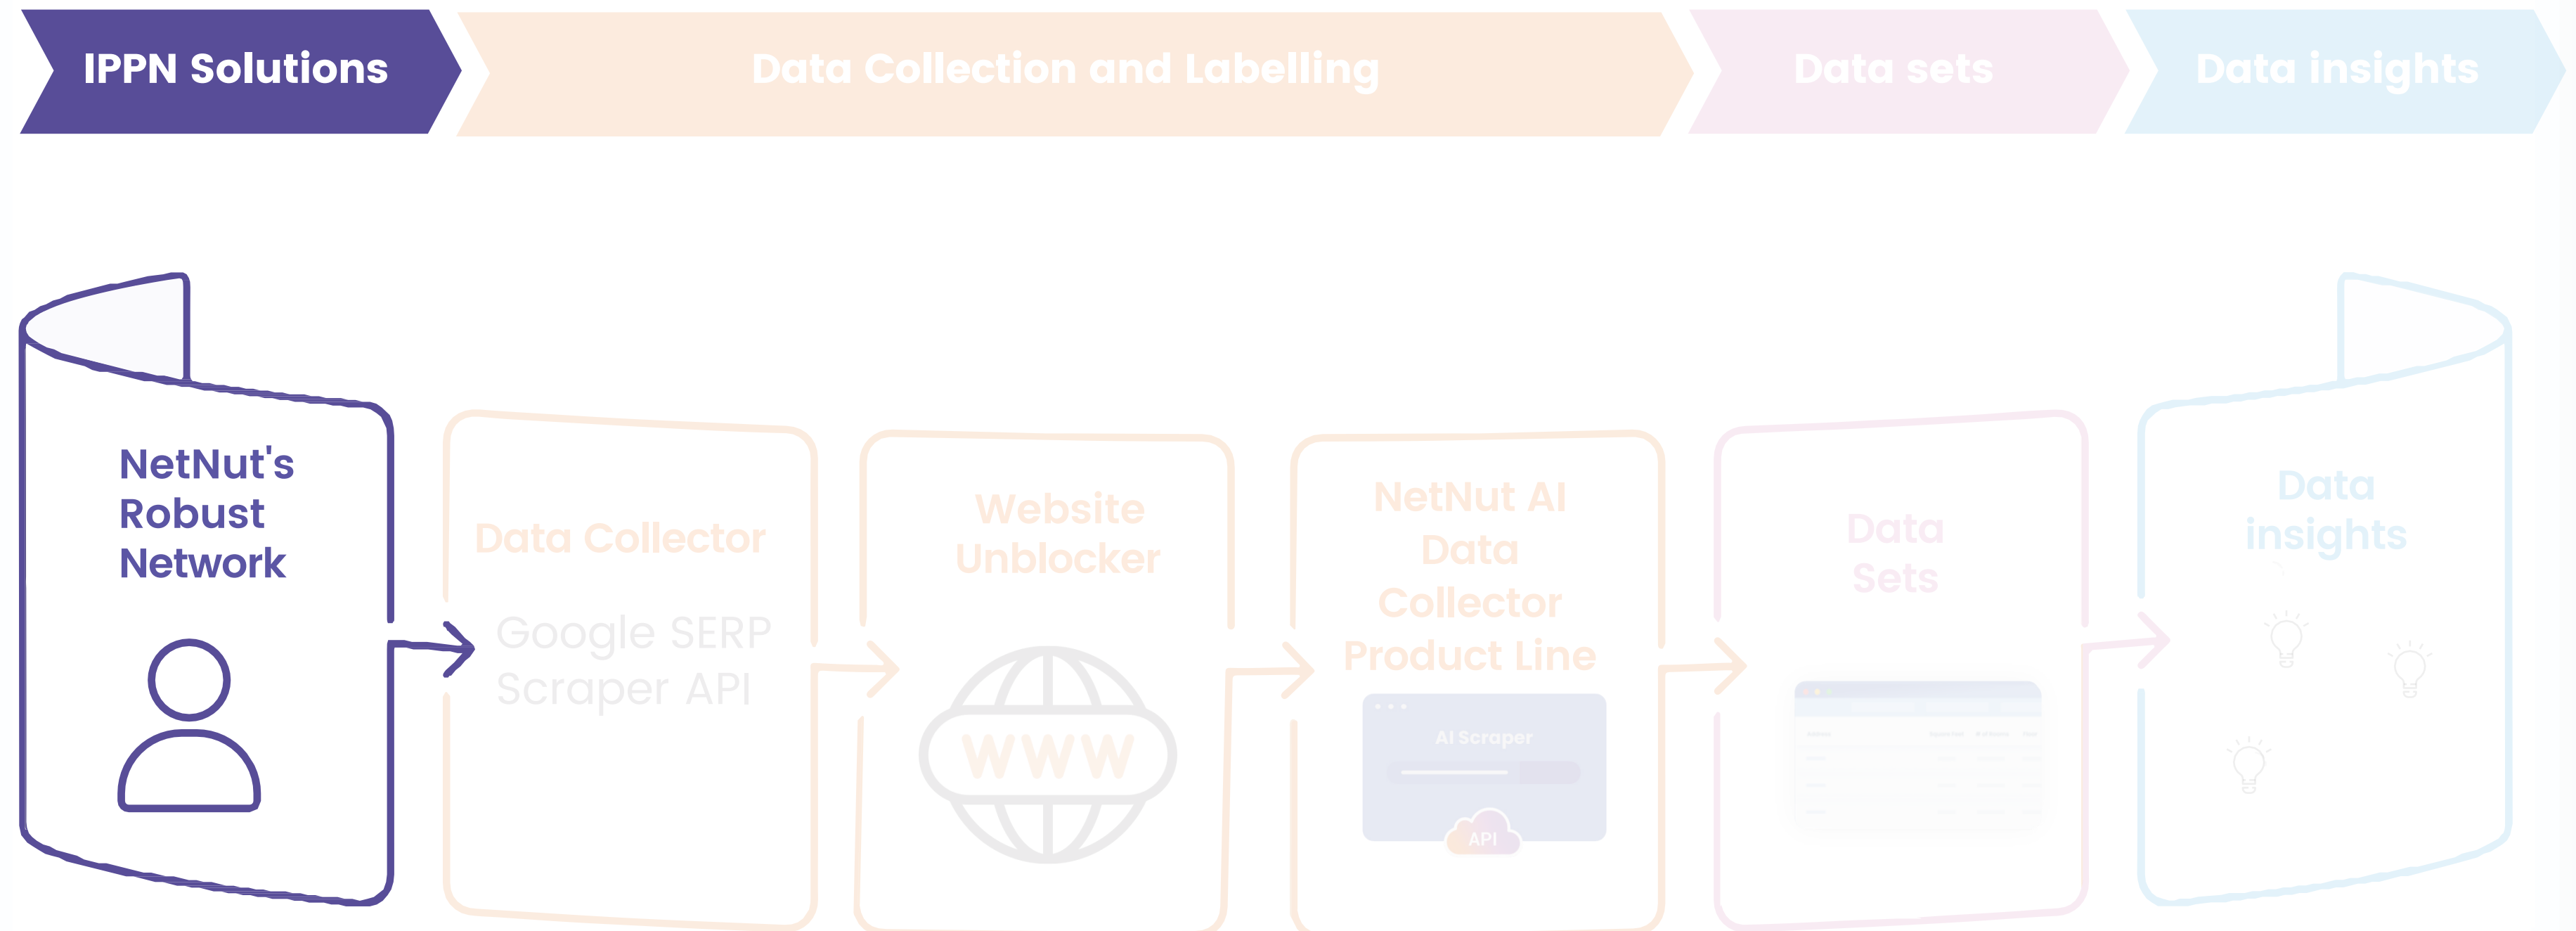 IPPN Solutions
Data Collection and Labelling
Data sets
Data insights
NetNut's
Robust
Network
Data Collector
Google SERP
Scraper API
Website
Unblocker
WWW
NetNut AI
Data
Collector
Product Line
AI Scraper
API
Data
Sets
Data
insights